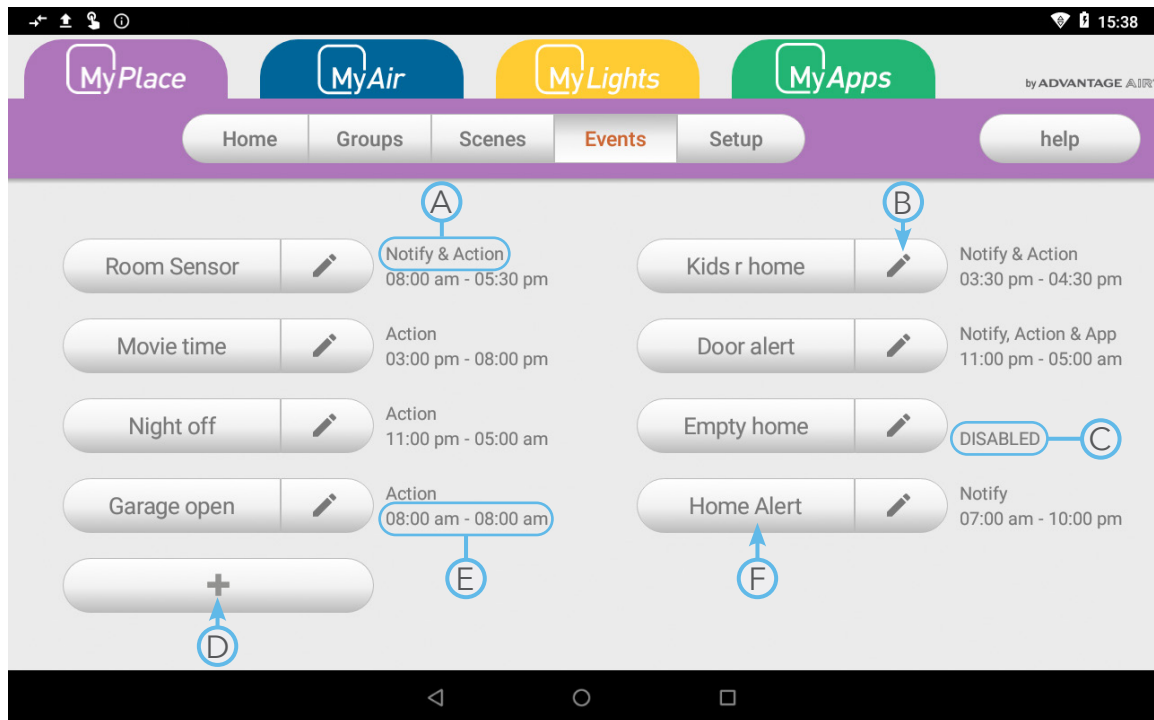 15:38
MyPlace
MyAir
MyLights
MyApps
by ADVANTAGE AIR
Home
Groups
Scenes
Events
Setup
help
A
B
Room Sensor
Notify & Action
08:00 am - 05:30 pm
Kids r home
Notify & Action
03:30 pm - 04:30 pm
Movie time
Action
03:00 pm - 08:00 pm
Door alert
Notify, Action & App
11:00 pm - 05:00 am
Night off
Action
11:00 pm - 05:00 am
Empty home
DISABLED
C
Garage open
Action
08:00 am - 08:00 am
Home Alert
Notify
07:00 am - 10:00 pm
+
E
F
D